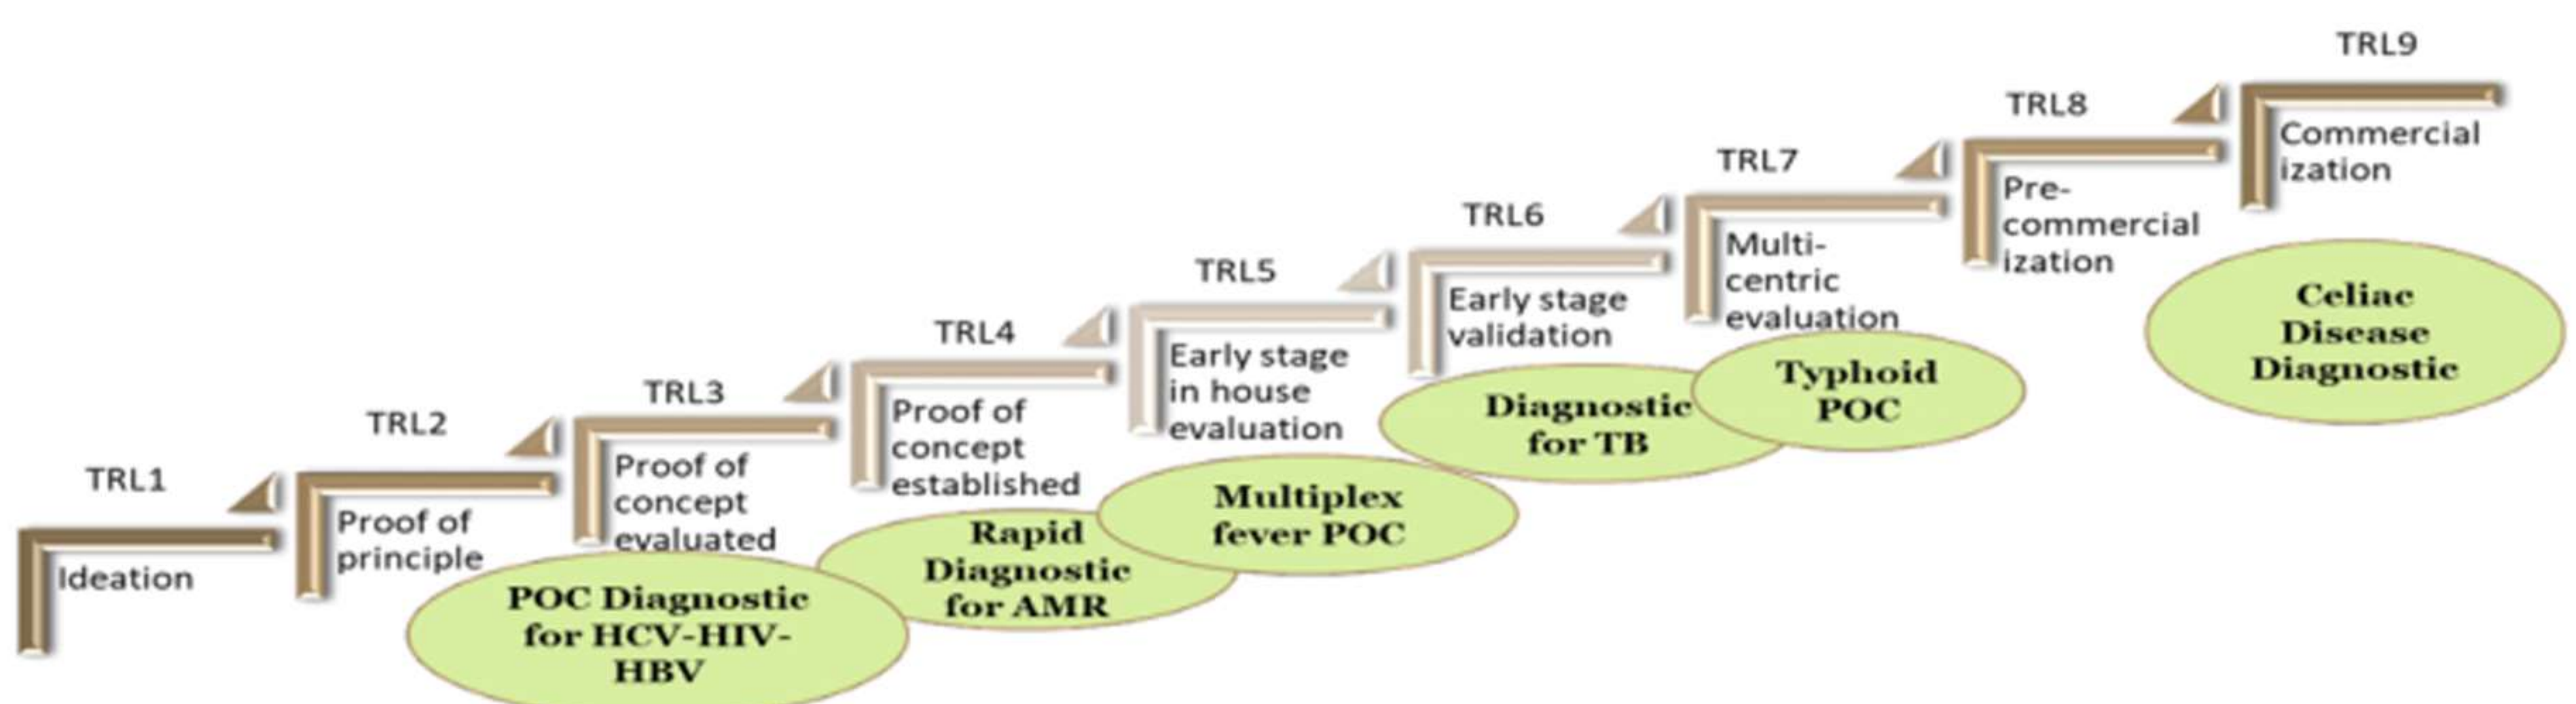 TRL1
Ideation
TRL2
Proof of
principle
TRL3
Proof of
concept
evaluated
POC Diagnostic
for HCV-HIV-
HBV
TRL4
Proof of
concept
established
Rapid
Diagnostic
for AMR
TRL5
Early stage
in house
evaluation
Multiplex
fever POC
TRL6
Early stage
validation
Diagnostic
for TB
TRL7
Multi-
centric
evaluation
Typhoid
POC
TRL8
Pre-
commercial
ization
TRL9
Commercial
ization
Celiac
Disease
Diagnostic